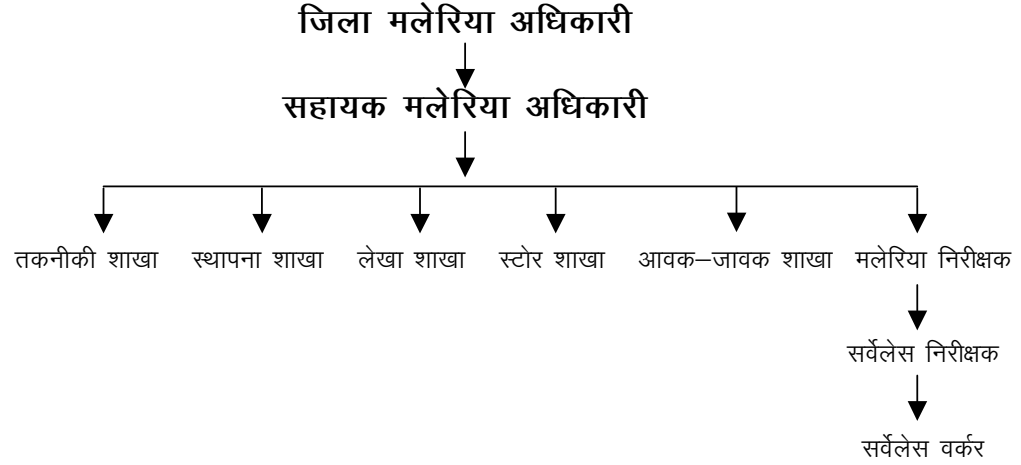 जिला मलेरिया अधिकारी
सहायक मलेरिया अधिकारी
तकनीकी शाखा स्थापना शाखा लेखा शाखा स्टोर शाखा आवक–जावक शाखा मलेरिया निरीक्षक
सर्वेलेस निरीक्षक
सर्वेलेस वर्कर